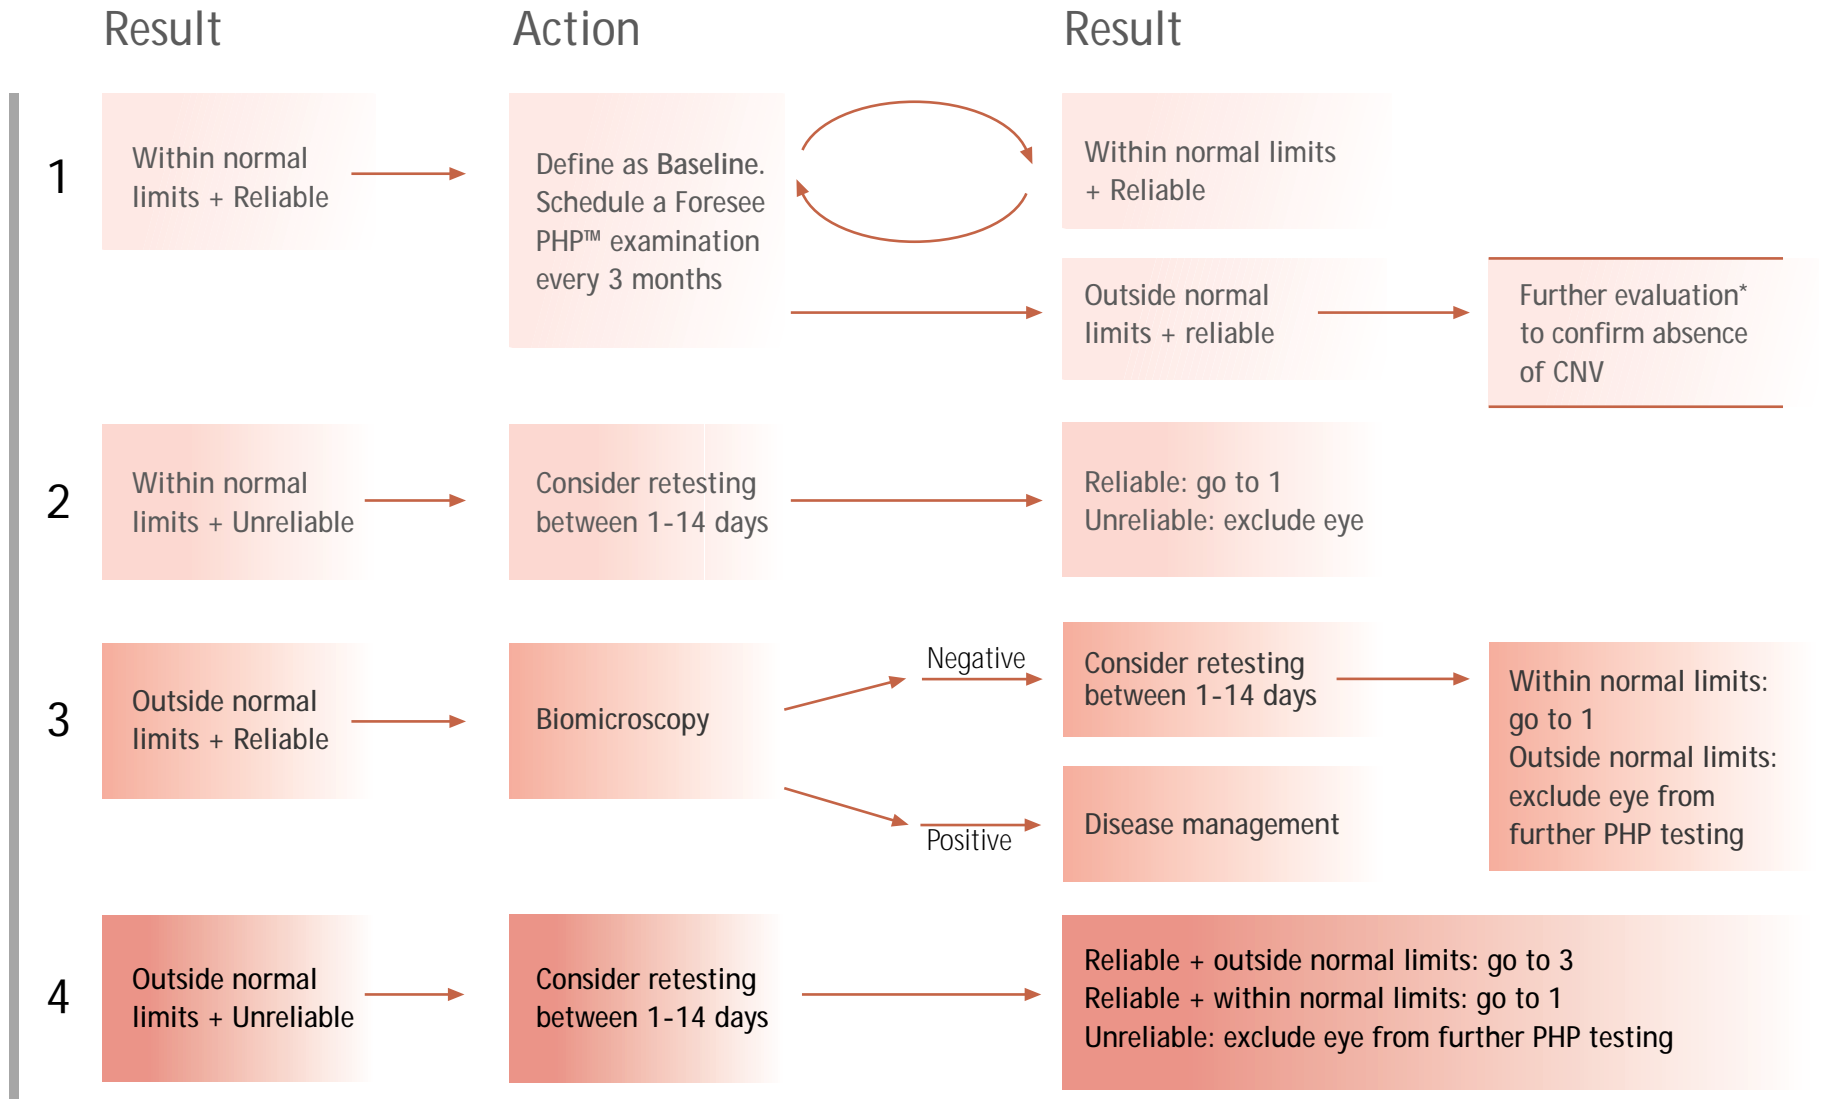 Result
Action
Result
1
Within normal
limits + Reliable
Define as Baseline.
Schedule a Foresee
PHP™ examination
every 3 months
Within normal limits
+ Reliable
Outside normal
limits + reliable
Further evaluation*
to confirm absence
of CNV
2
Within normal
limits + Unreliable
Consider retesting
between 1-14 days
Reliable: go to 1
Unreliable: exclude eye
3
Outside normal
limits + Reliable
Biomicroscopy
Negative
Consider retesting
between 1-14 days
Within normal limits:
go to 1
Outside normal limits:
exclude eye from
further PHP testing
Positive
Disease management
4
Outside normal
limits + Unreliable
Consider retesting
between 1-14 days
Reliable + outside normal limits: go to 3
Reliable + within normal limits: go to 1
Unreliable: exclude eye from further PHP testing